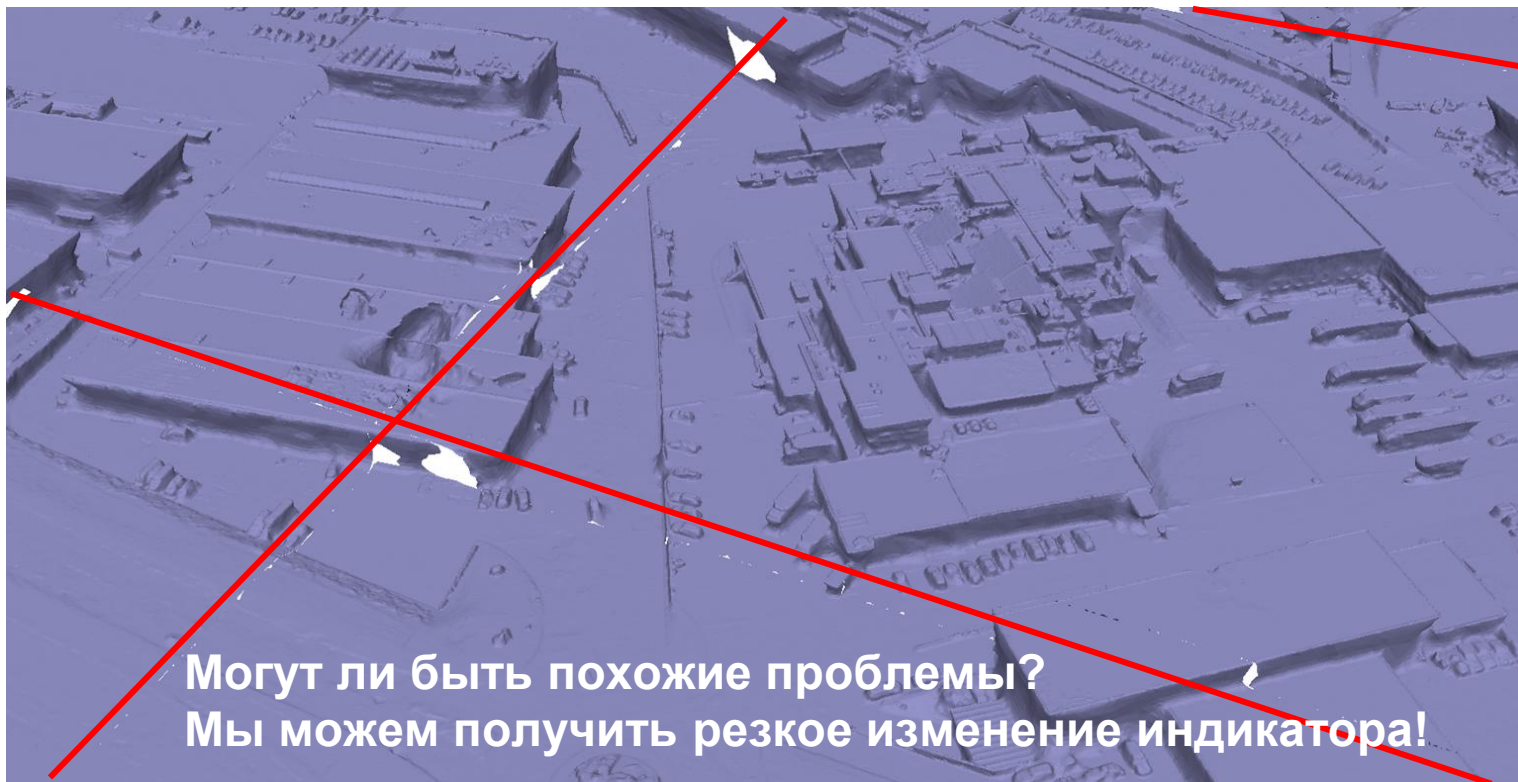 Могут ли быть похожие проблемы?
Мы можем получить резкое изменение индикатора!